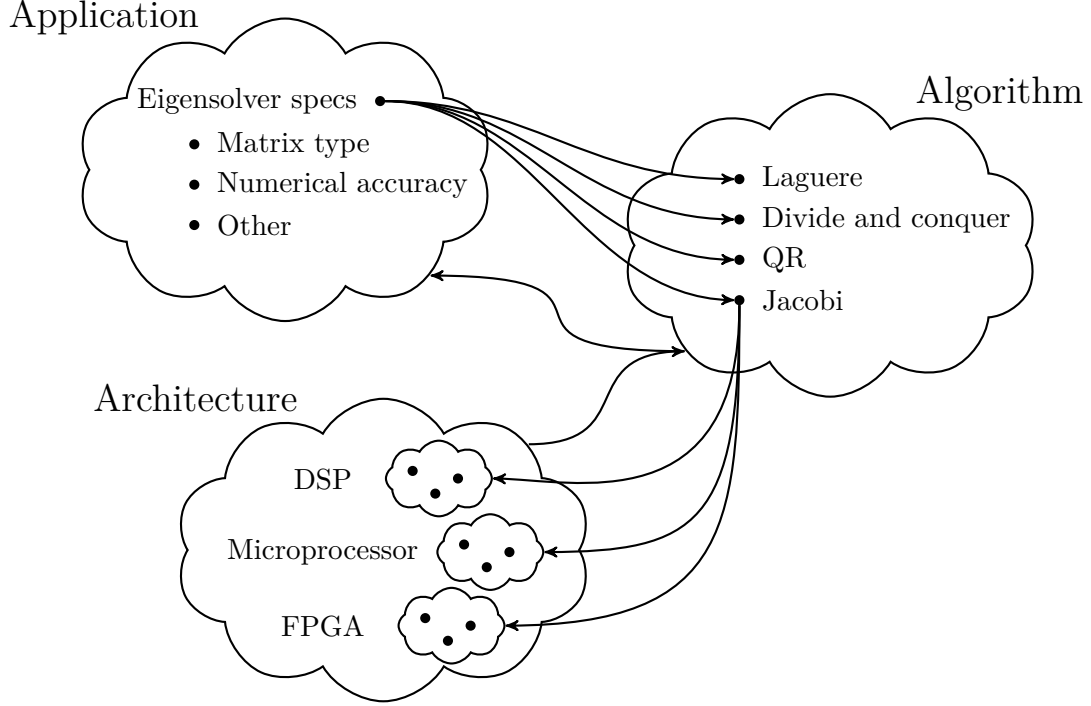 Application
Eigensolver specs
• Matrix type
• Numerical accuracy
• Other
Algorithm
Laguere
Divide and conquer
QR
Jacobi
Architecture
DSP
Microprocessor
FPGA